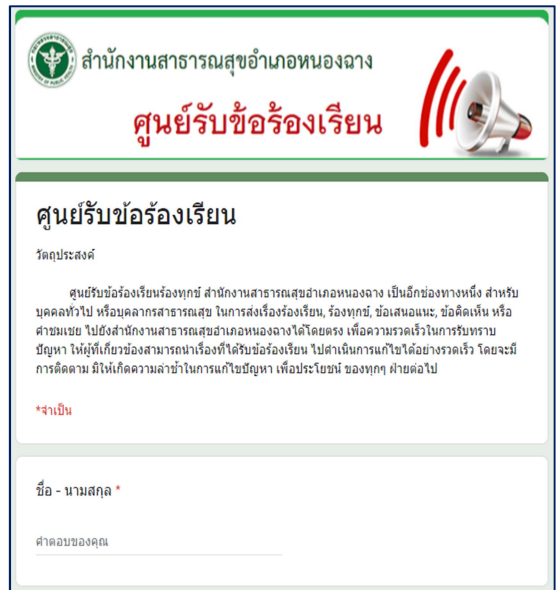 สำนักงานสาธารณสุขอำเภอหนองฉาง
ศูนย์รับข้อร้องเรียน
ศูนย์รับข้อร้องเรียน
วัตถุประสงค์
ศูนย์รับข้อร้องเรียนร้องทุกข์ สำนักงานสาธารณสุขอำเภอหนองฉาง เป็นอีกช่องทางหนึ่ง สำหรับ
บุคคลทั่วไป หรือบุคลากรสาธารณสุข ในการส่งเรื่องร้องเรียน, ร้องทุกข์, ข้อเสนอแนะ, ข้อคิดเห็น หรือ
คำชมเชย ไปยังสำนักงานสาธารณสุขอำเภอหนองฉางได้โดยตรง เพื่อความรวดเร็วในการรับทราบ
ปัญหา ให้ผู้ที่เกี่ยวข้องสามารถนำเรื่องที่ได้รับข้อร้องเรียน ไปดำเนินการแก้ไขได้อย่างรวดเร็ว โดยจะมี
การติดตาม มิให้เกิดความล่าช้าในการแก้ไขปัญหา เพื่อประโยชน์ ของทุกๆ ฝ่ายต่อไป
*จำเป็น
ชื่อ - นามสกุล *
คำตอบของคุณ